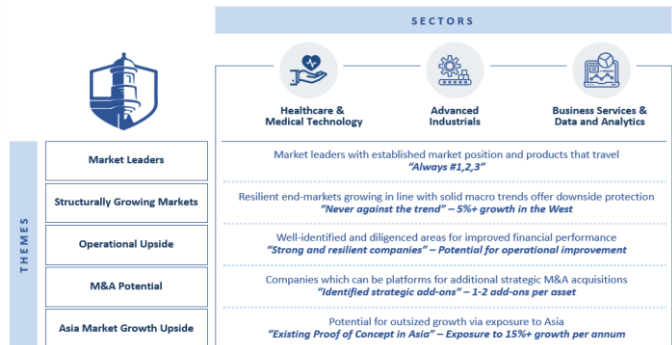 SECTORS
Healthcare &
Medical Technology
Advanced
Industrials
Business Services &
Data and Analytics
THEMES
Market Leaders
Market leaders with established market position and products that travel
“Always #1,2,3”
Structurally Growing Markets
Resilient end-markets growing in line with solid macro trends offer downside protection
“Never against the trend” – 5%+ growth in the West
Operational Upside
Well-identified and diligenced areas for improved financial performance
“Strong and resilient companies” – Potential for operational improvement
M&A Potential
Companies which can be platforms for additional strategic M&A acquisitions
“Identified strategic add-ons” – 1-2 add-ons per asset
Asia Market Growth Upside
Potential for outsized growth via exposure to Asia
“Existing Proof of Concept in Asia” – Exposure to 15%+ growth per annum